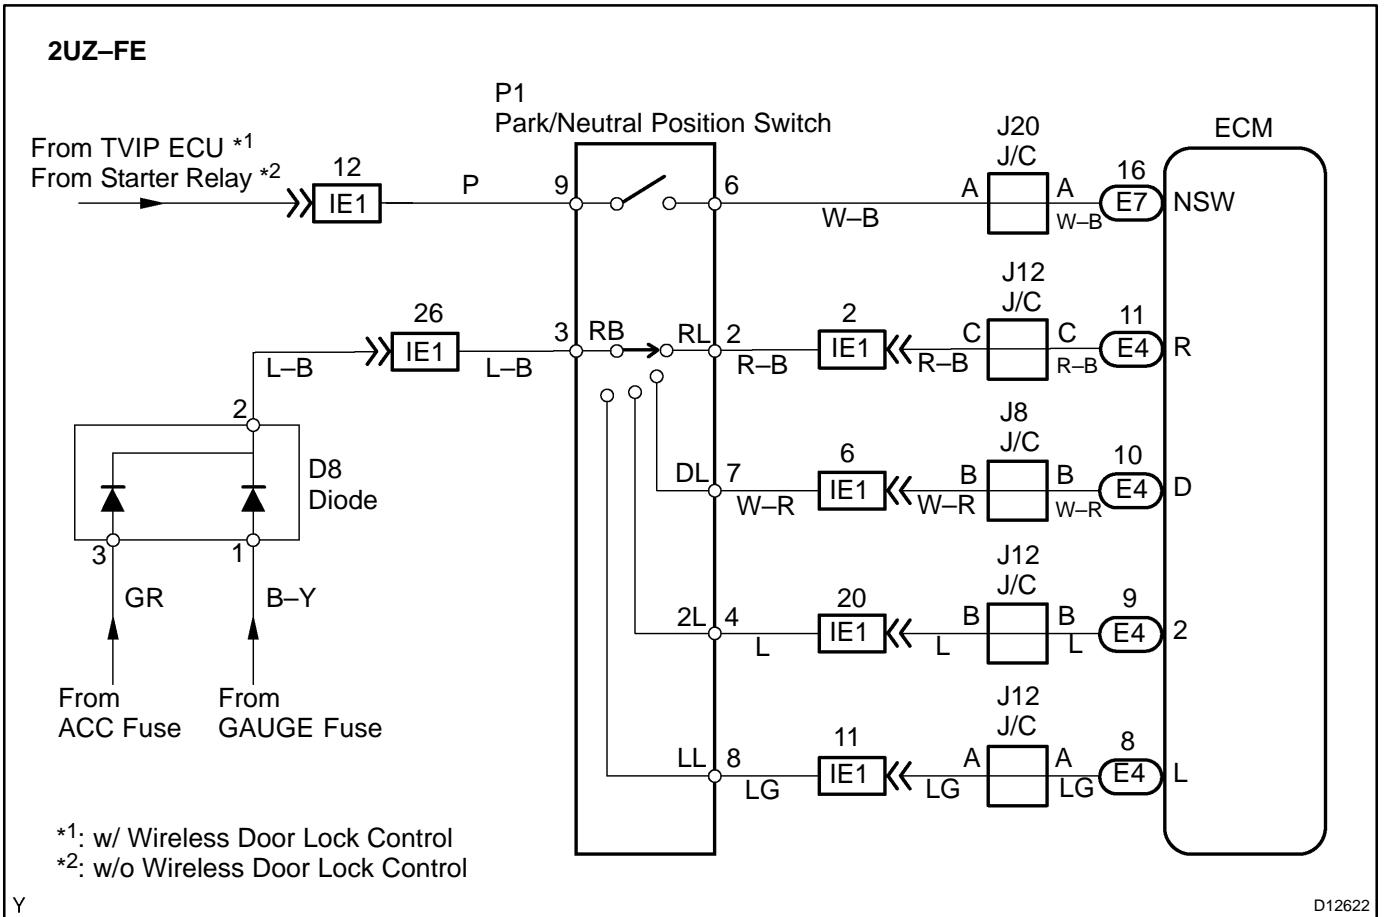 2UZ–FE
P1
Park/Neutral Position Switch
From TVIP ECU *1
From Starter Relay *2
12
IE1
P
9
6
W–B
J20
J/C
A
A
W–B
16
E7
NSW
ECM
26
IE1
L–B
L–B
3
RB
RL
2
R–B
2
IE1
R–B
J12
J/C
C
C
R–B
11
E4
R
2
D8
Diode
3
1
GR
B–Y
From
ACC Fuse
From
GAUGE Fuse
DL
7
W–R
6
IE1
W–R
J8
J/C
B
B
W–R
10
E4
D
2L
4
L
20
IE1
L
J12
J/C
B
B
L
9
E4
2
LL
8
LG
11
IE1
LG
J12
J/C
A
A
LG
8
E4
L
*1: w/ Wireless Door Lock Control
*2: w/o Wireless Door Lock Control
Y
D12622